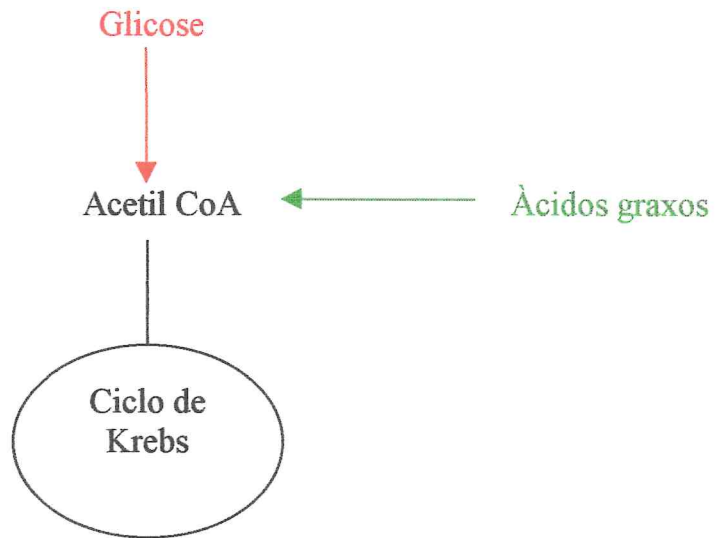 Glicose
Acetil CoA
Àcidos graxos
Ciclo de
Krebs